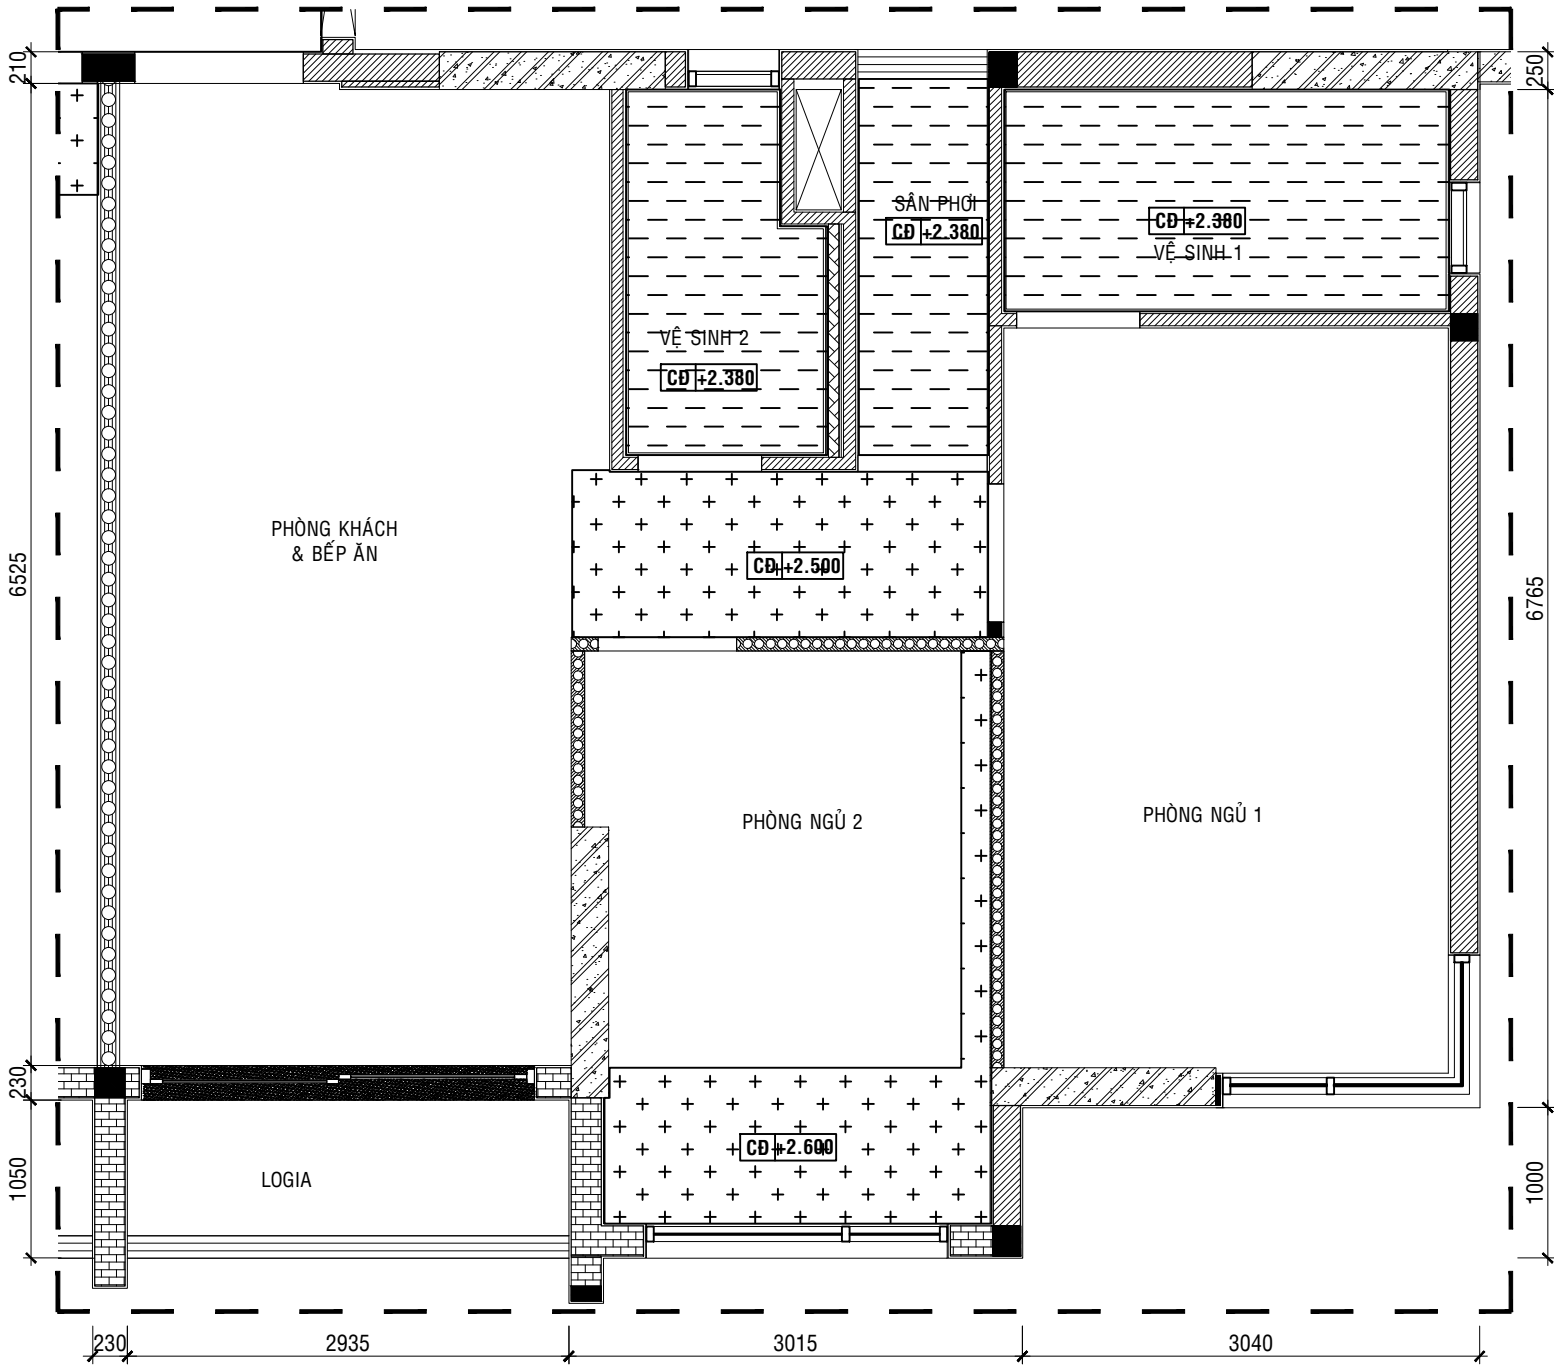 210
250
SÂN PHƠI
CĐ +2.380
CĐ +2.380
VỆ SINH 1
VỆ SINH 2
CĐ +2.380
PHÒNG KHÁCH
& BẾP ĂN
CĐ +2.500
6525
6765
PHÒNG NGỦ 2
PHÒNG NGỦ 1
230
CĐ +2.600
1050
LOGIA
1000
230
2935
3015
3040